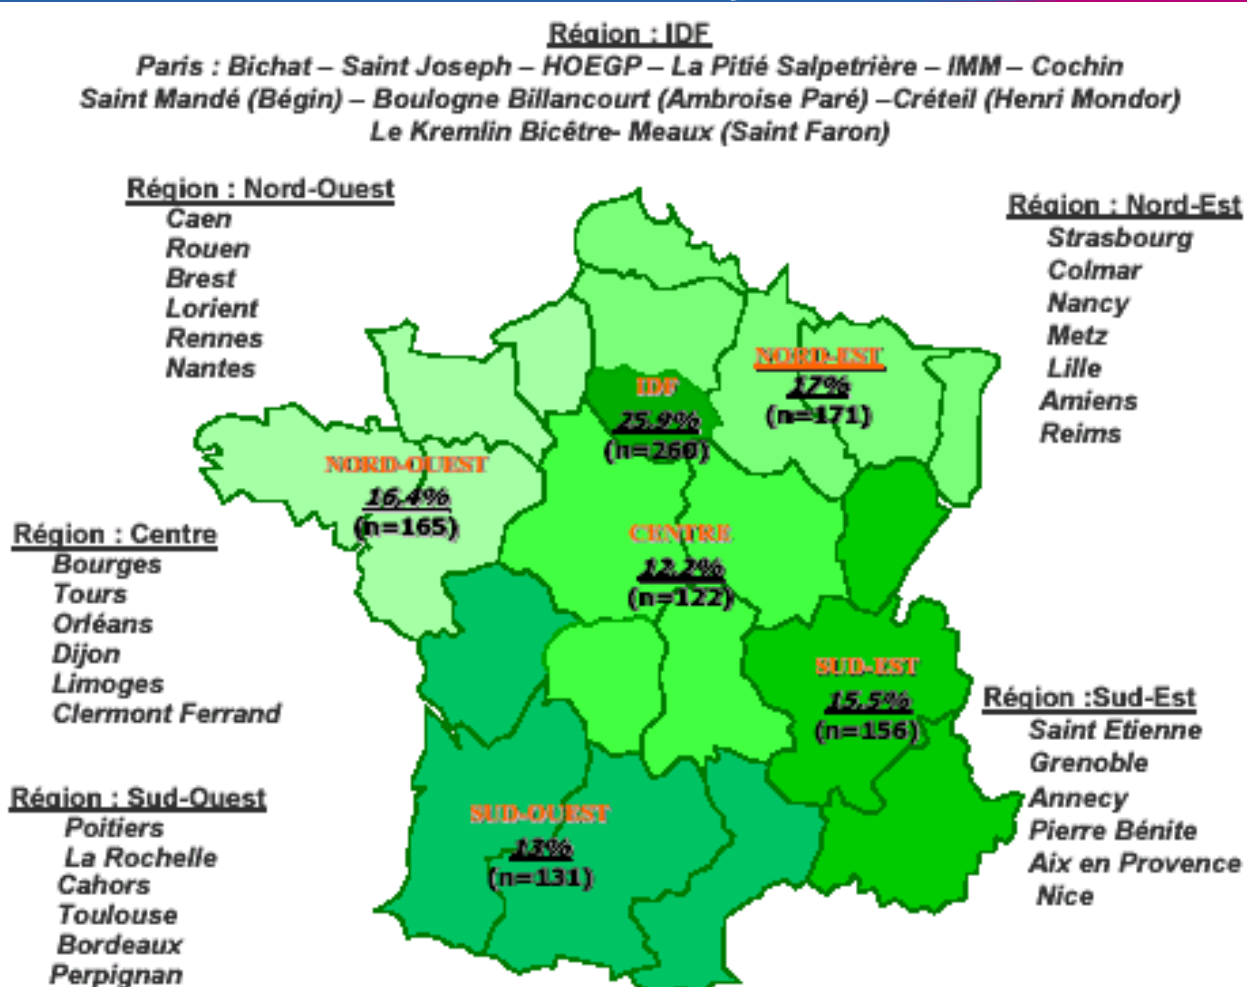 Région : IDF
Paris : Bichat – Saint Joseph – HOEGP – La Pitié Salpetrière – IMM – Cochin
Saint Mandé (Bégin) – Boulogne Billancourt (Ambroise Paré) –Créteil (Henri Mondor)
Le Kremlin Bicêtre- Meaux (Saint Faron)
Région : Nord-Ouest
Caen
Rouen
Brest
Lorient
Rennes
Nantes
Région : Nord-Est
Strasbourg
Colmar
Nancy
Metz
Lille
Amiens
Reims
NORD-EST
17%
(n=171)
IDF
25.9%
(n=260)
NORD-OUEST
16,4%
(n=165)
CENTRE
12.2%
(n=122)
Région : Centre
Bourges
Tours
Orléans
Dijon
Limoges
Clermont Ferrand
SUD-EST
15.5%
(n=156)
Région :Sud-Est
Saint Etienne
Grenoble
Annecy
Pierre Bénite
Aix en Provence
Nice
Région : Sud-Ouest
Poitiers
La Rochelle
Cahors
Toulouse
Bordeaux
Perpignan
SUD-OUEST
13%
(n=131)